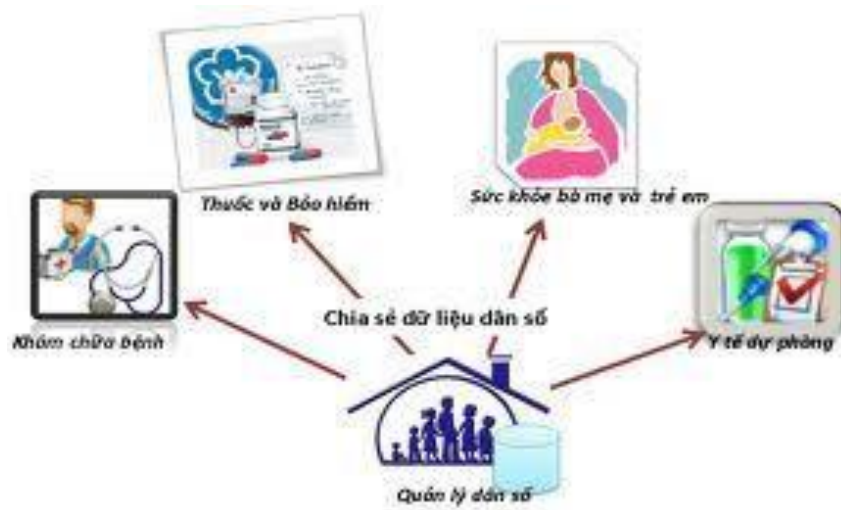 Thuốc và Bảo hiểm
Sức khỏe bà mẹ và trẻ em
Khám chữa bệnh
Chia sẻ dữ liệu dân số
Y tế dự phòng
Quản lý dân số